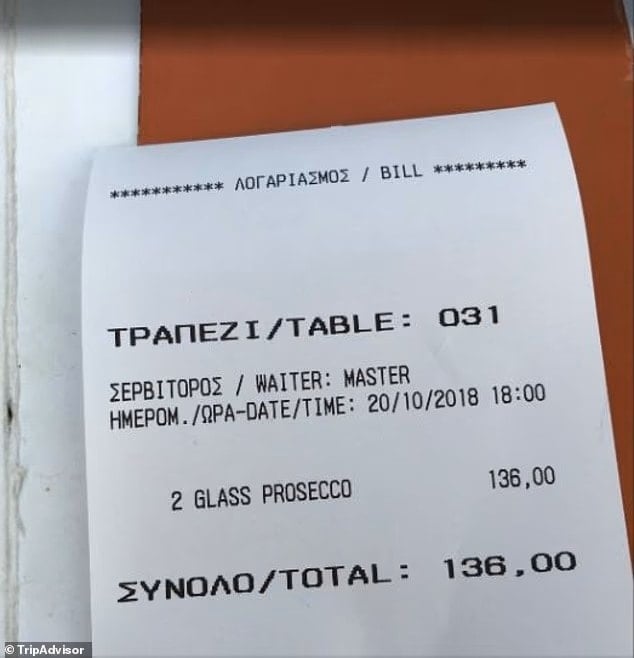 *********** ΛΟΓΑΡΙΑΣΜΟΣ / BILL *********
ΤΡΑΠΕΖΙ/TABLE: 031
ΣΕΡΒΙΤΟΡΟΣ / WAITER: MASTER
ΗΜΕΡΟΜ./ΩΡΑ-DATE/TIME: 20/10/2018 18:00
2 GLASS PROSECCO 136,00
ΣΥΝΟΛΟ/TOTAL: 136,00
© TripAdvisor